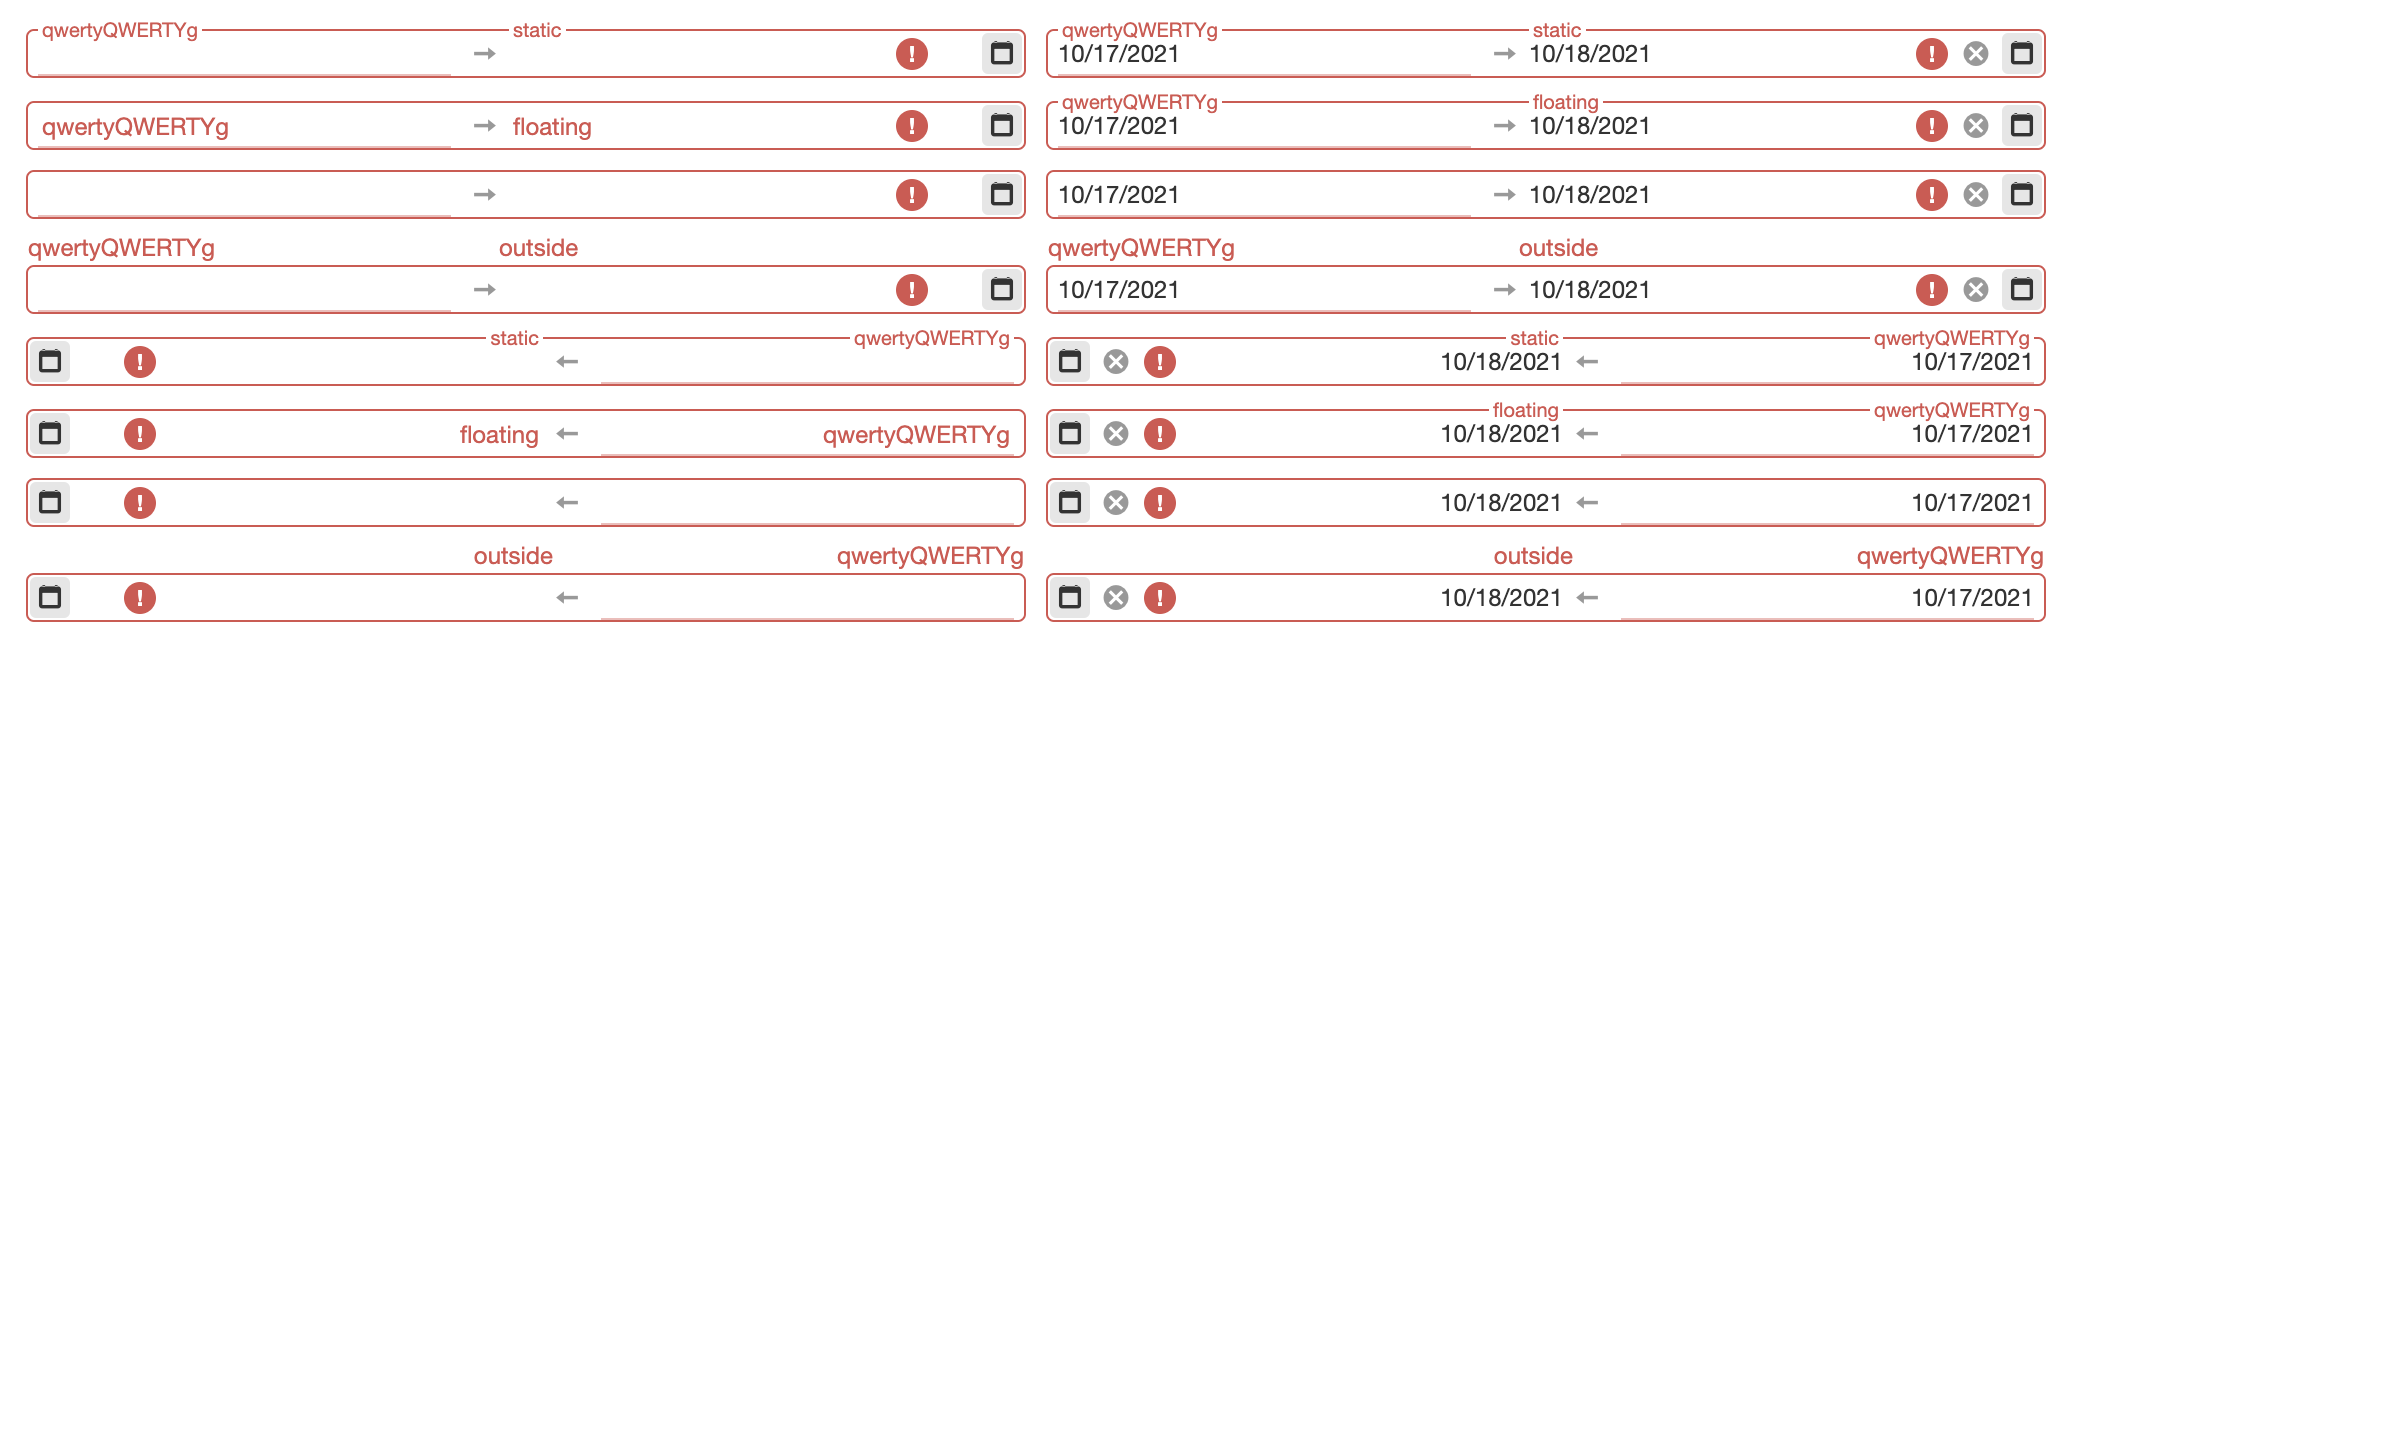 qwertyQWERTYg static qwertyQWERTYg static
10/17/2021 10/18/2021
qwertyQWERTYg floating
qwertyQWERTYg floating 10/17/2021 10/18/2021
10/17/2021 10/18/2021
qwertyQWERTYg outside qwertyQWERTYg outside
10/17/2021 10/18/2021
static qwertyQWERTYg static qwertyQWERTYg
10/18/2021 10/17/2021
floating qwertyQWERTYg
floating qwertyQWERTYg 10/18/2021 10/17/2021
10/18/2021 10/17/2021
outside qwertyQWERTYg outside qwertyQWERTYg
10/18/2021 10/17/2021